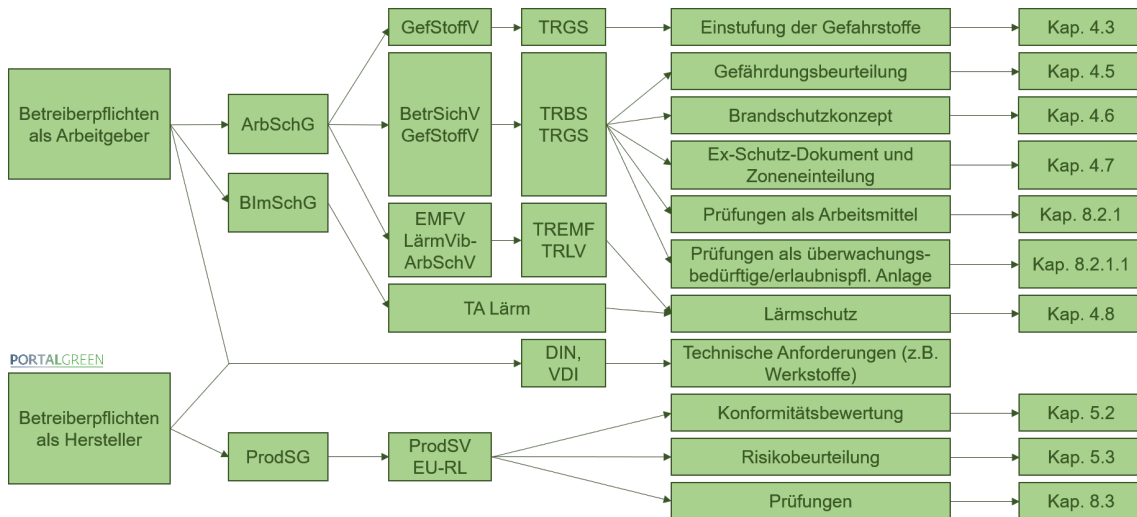 GefStoffV
TRGS
Einstufung der Gefahrstoffe
Kap. 4.3
Betreiberpflichten
als Arbeitgeber
ArbSchG
BImSchG
BetrSichV
GefStoffV
TRBS
TRGS
Gefährdungsbeurteilung
Kap. 4.5
Brandschutzkonzept
Kap. 4.6
Ex-Schutz-Dokument und
Zoneneinteilung
Kap. 4.7
Prüfungen als Arbeitsmittel
Kap. 8.2.1
EMFV
LärmVib-
ArbSchV
TREMF
TRLV
Prüfungen als überwachungs-
bedürftige/erlaubnispfl. Anlage
Kap. 8.2.1.1
TA Lärm
Lärmschutz
Kap. 4.8
PORTALGREEN
DIN,
VDI
Technische Anforderungen (z.B.
Werkstoffe)
Betreiberpflichten
als Hersteller
ProdSG
ProdSV
EU-RL
Konformitätsbewertung
Kap. 5.2
Risikobeurteilung
Kap. 5.3
Prüfungen
Kap. 8.3